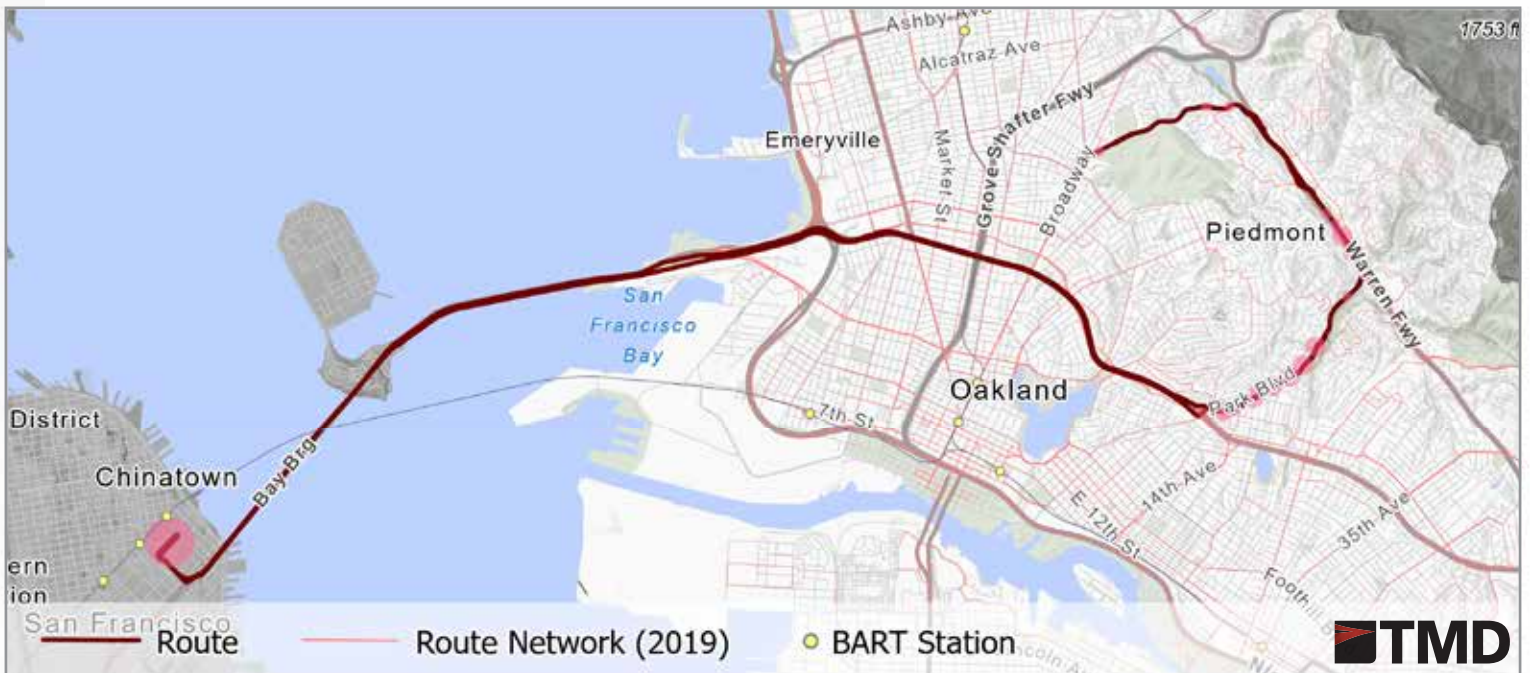 Ashby Ave
1753 ft
Alcatraz Ave
Grove Shafter Fwy
Emeryville
Market St
Broadway
Piedmont
Warren Fwy
San
Francisco
Bay
Oakland
Park Blvd
District
7th St
Chinatown
Bay Brg
14th Ave
E 12th St
35th Ave
ern
ion
San Francisco
Route
Route Network (2019)
BART Station
TMD